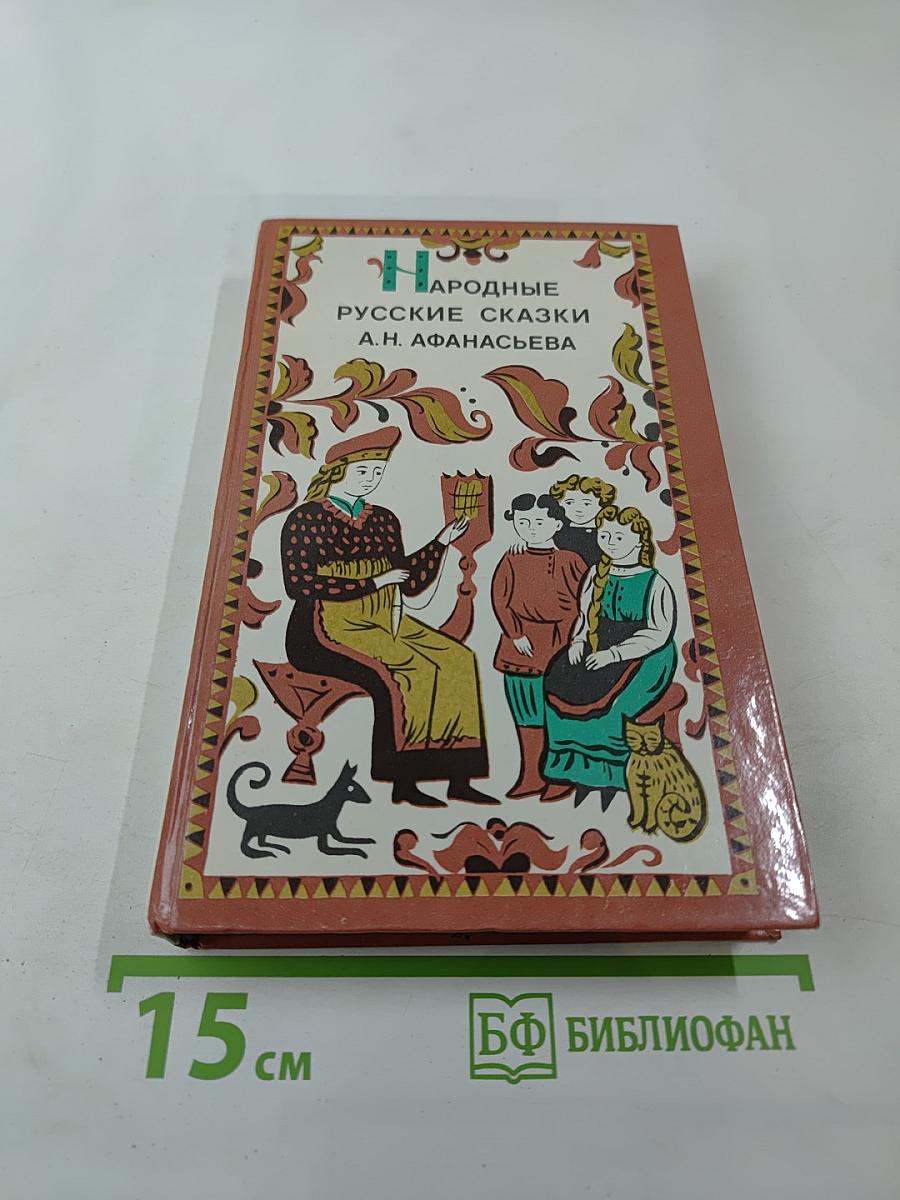 НАРОДНЫЕ
РУССКИЕ СКАЗКИ
А.Н. АФАНАСЬЕВА
15 см
БФ БИБЛИОФАН